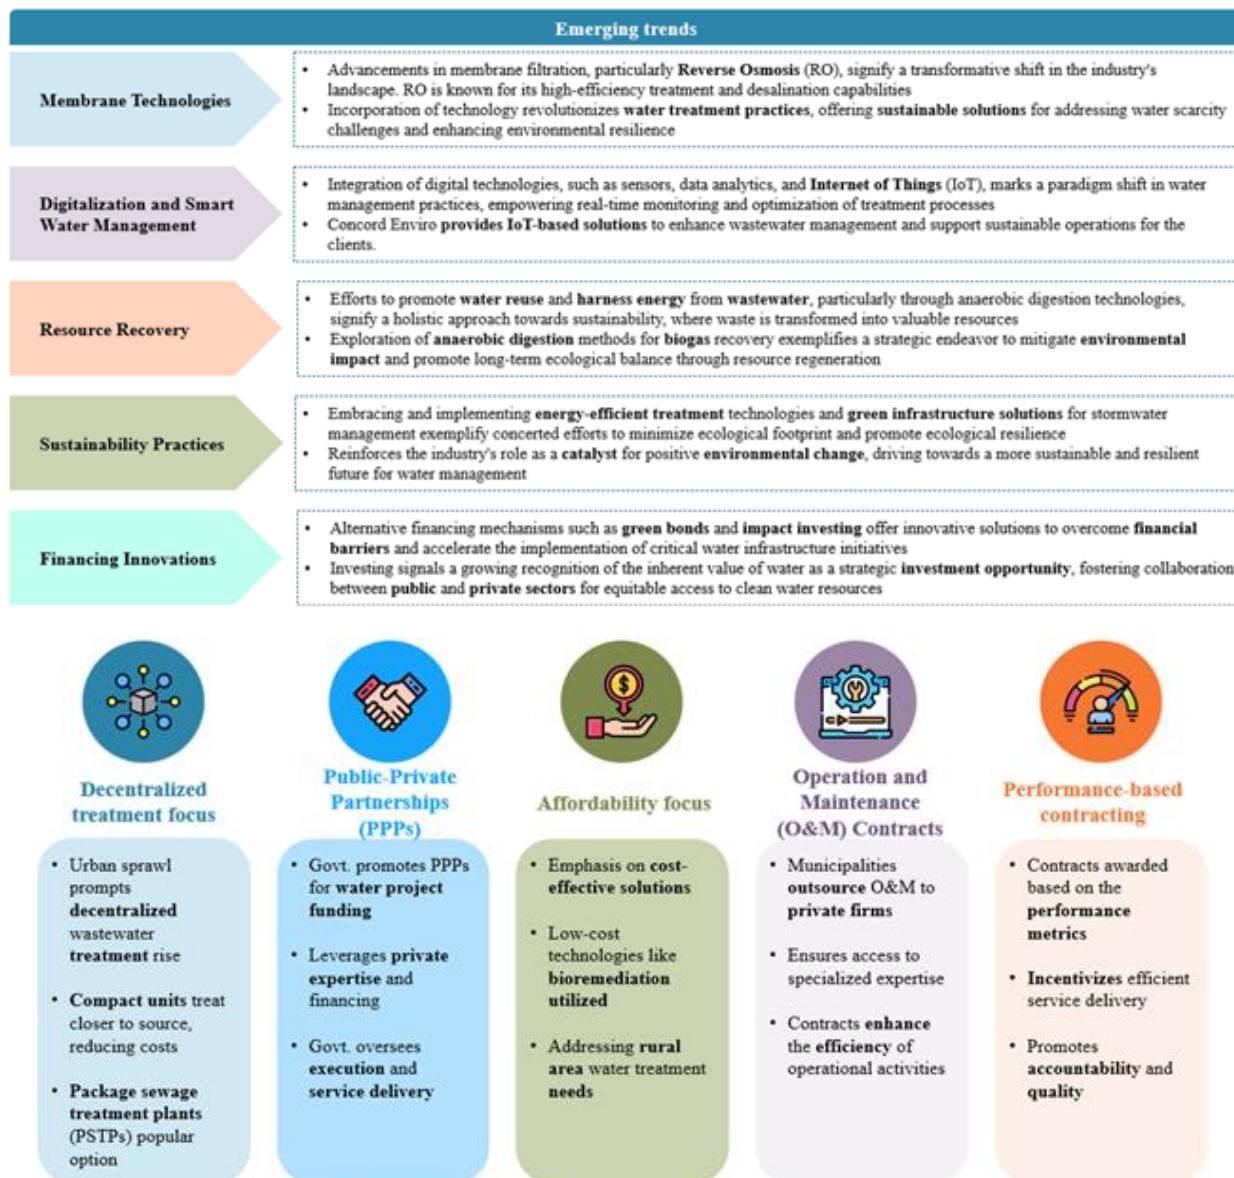 Emerging trends
Membrane Technologies
• Advancements in membrane filtration, particularly Reverse Osmosis (RO), signify a transformative shift in the industry's
landscape. RO is known for its high-efficiency treatment and desalination capabilities
• Incorporation of technology revolutionizes water treatment practices, offering sustainable solutions for addressing water scarcity
challenges and enhancing environmental resilience
Digitalization and Smart
Water Management
• Integration of digital technologies, such as sensors, data analytics, and Internet of Things (IoT), marks a paradigm shift in water
management practices, empowering real-time monitoring and optimization of treatment processes
• Concord Enviro provides IoT-based solutions to enhance wastewater management and support sustainable operations for the
clients.
Resource Recovery
• Efforts to promote water reuse and harness energy from wastewater, particularly through anaerobic digestion technologies,
signify a holistic approach towards sustainability, where waste is transformed into valuable resources
• Exploration of anaerobic digestion methods for biogas recovery exemplifies a strategic endeavor to mitigate environmental
impact and promote long-term ecological balance through resource regeneration
Sustainability Practices
• Embracing and implementing energy-efficient treatment technologies and green infrastructure solutions for stormwater
management exemplify concerted efforts to minimize ecological footprint and promote ecological resilience
• Reinforces the industry's role as a catalyst for positive environmental change, driving towards a more sustainable and resilient
future for water management
Financing Innovations
• Alternative financing mechanisms such as green bonds and impact investing offer innovative solutions to overcome financial
barriers and accelerate the implementation of critical water infrastructure initiatives
• Investing signals a growing recognition of the inherent value of water as a strategic investment opportunity, fostering collaboration
between public and private sectors for equitable access to clean water resources
Decentralized
treatment focus
• Urban sprawl
prompts
decentralized
wastewater
treatment rise
• Compact units treat
closer to source,
reducing costs
• Package sewage
treatment plants
(PSTPs) popular
option
Public-Private
Partnerships
(PPPs)
• Govt. promotes PPPs
for water project
funding
• Leverages private
expertise and
financing
• Govt. oversees
execution and
service delivery
$
Affordability focus
• Emphasis on cost-
effective solutions
• Low-cost
technologies like
bioremediation
utilized
• Addressing rural
area water treatment
needs
Operation and
Maintenance
(O&M) Contracts
• Municipalities
outsource O&M to
private firms
• Ensures access to
specialized expertise
• Contracts enhance
the efficiency of
operational activities
Performance-based
contracting
• Contracts awarded
based on the
performance
metrics
• Incentivizes efficient
service delivery
• Promotes
accountability and
quality